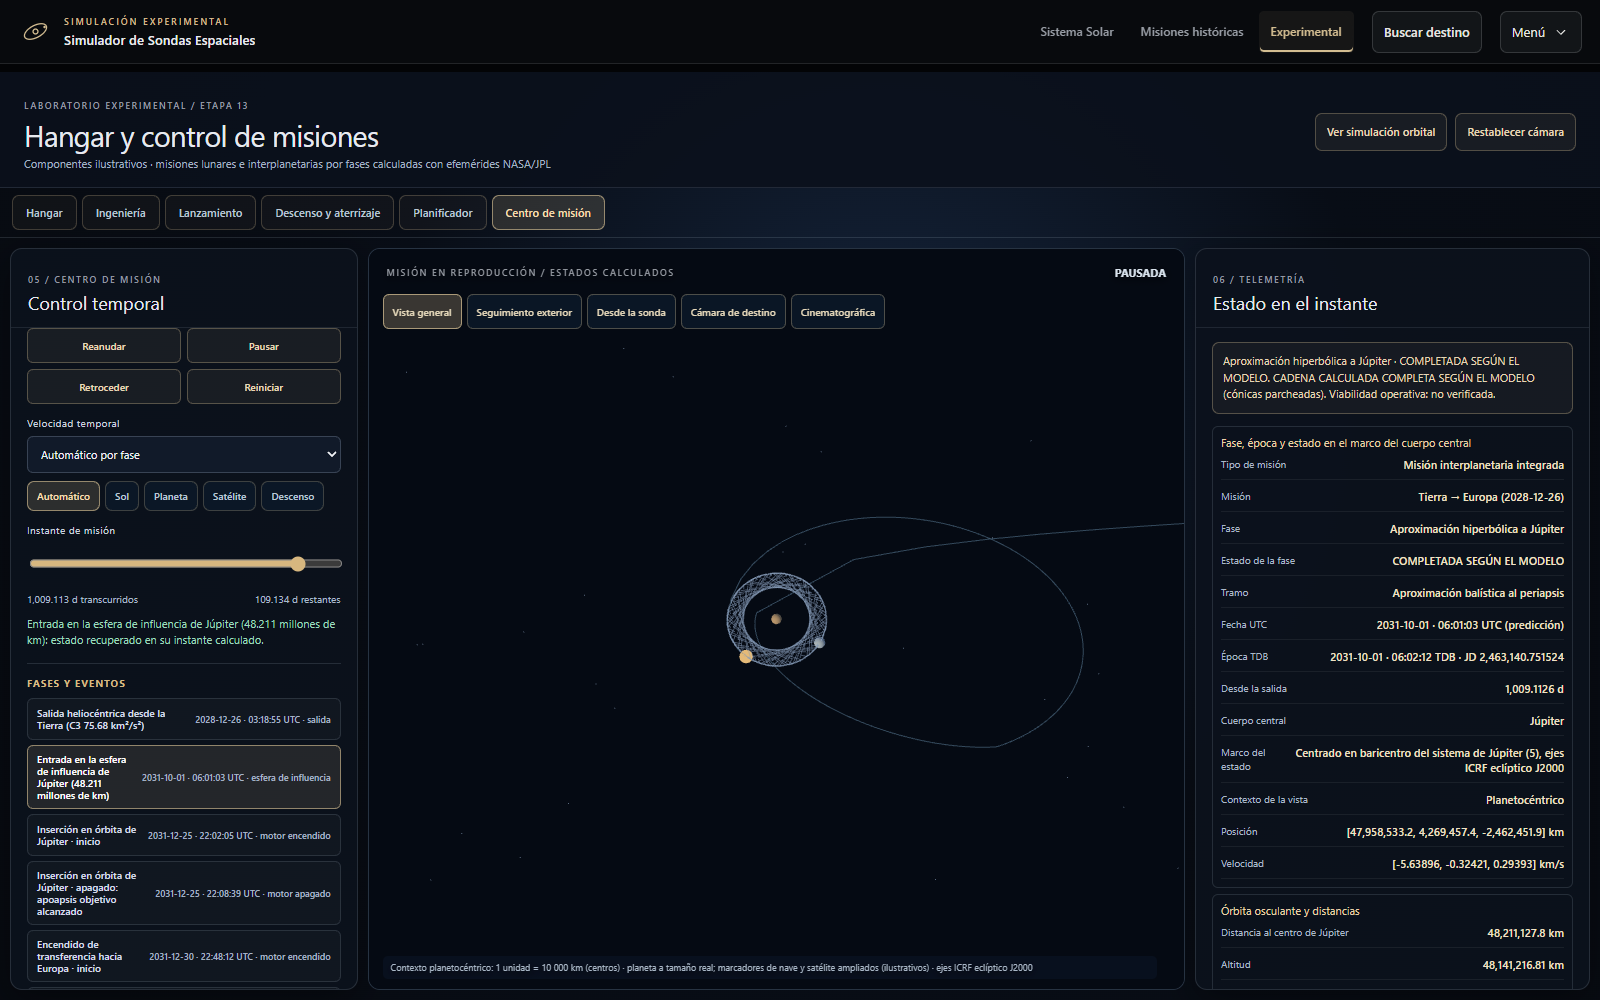 SIMULACIÓN EXPERIMENTAL
Simulador de Sondas Espaciales
Sistema Solar
Misiones históricas
Experimental
Buscar destino
Menú
LABORATORIO EXPERIMENTAL / ETAPA 13
Hangar y control de misiones
Componentes ilustrativos · misiones lunares e interplanetarias por fases calculadas con efemérides NASA/JPL
Ver simulación orbital
Restablecer cámara
Hangar
Ingeniería
Lanzamiento
Descenso y aterrizaje
Planificador
Centro de misión
05 / CENTRO DE MISIÓN
Control temporal
Reanudar
Pausar
Retroceder
Reiniciar
Velocidad temporal
Automático por fase
Automático
Sol
Planeta
Satélite
Descenso
Instante de misión
1,009.113 d transcurridos
109.134 d restantes
Entrada en la esfera de influencia de Júpiter (48.211 millones de
km): estado recuperado en su instante calculado.
FASES Y EVENTOS
Salida heliocéntrica desde la
Tierra (C3 75.68 km²/s²)
2028-12-26 · 03:18:55 UTC · salida
Entrada en la esfera
de influencia de
Júpiter (48.211
millones de km)
2031-10-01 · 06:01:03 UTC · esfera de influencia
Inserción en órbita de
Júpiter · inicio
2031-12-25 · 22:02:05 UTC · motor encendido
Inserción en órbita de
Júpiter · apagado:
apoapsis objetivo
alcanzado
2031-12-25 · 22:08:39 UTC · motor apagado
Encendido de
transferencia hacia
Europa · inicio
2031-12-30 · 22:48:12 UTC · motor encendido
MISIÓN EN REPRODUCCIÓN / ESTADOS CALCULADOS
PAUSADA
Vista general
Seguimiento exterior
Desde la sonda
Cámara de destino
Cinematográfica
Contexto planetocéntrico: 1 unidad = 10 000 km (centros) · planeta a tamaño real; marcadores de nave y satélite ampliados (ilustrativos) · ejes ICRF eclíptico J2000
06 / TELEMETRÍA
Estado en el instante
Aproximación hiperbólica a Júpiter · COMPLETADA SEGÚN EL
MODELO. CADENA CALCULADA COMPLETA SEGÚN EL MODELO
(cónicas parcheadas). Viabilidad operativa: no verificada.
Fase, época y estado en el marco del cuerpo central
Tipo de misión
Misión interplanetaria integrada
Misión
Tierra → Europa (2028-12-26)
Fase
Aproximación hiperbólica a Júpiter
Estado de la fase
COMPLETADA SEGÚN EL MODELO
Tramo
Aproximación balística al periapsis
Fecha UTC
2031-10-01 · 06:01:03 UTC (predicción)
Época TDB
2031-10-01 · 06:02:12 TDB · JD 2,463,140.751524
Desde la salida
1,009.1126 d
Cuerpo central
Júpiter
Marco del
estado
Centrado en baricentro del sistema de Júpiter (5), ejes
ICRF eclíptico J2000
Contexto de la vista
Planetocéntrico
Posición
[47,958,533.2, 4,269,457.4, -2,462,451.9] km
Velocidad
[-5.63896, -0.32421, 0.29393] km/s
Órbita osculante y distancias
Distancia al centro de Júpiter
48,211,127.8 km
Altitud
48,141,216.81 km